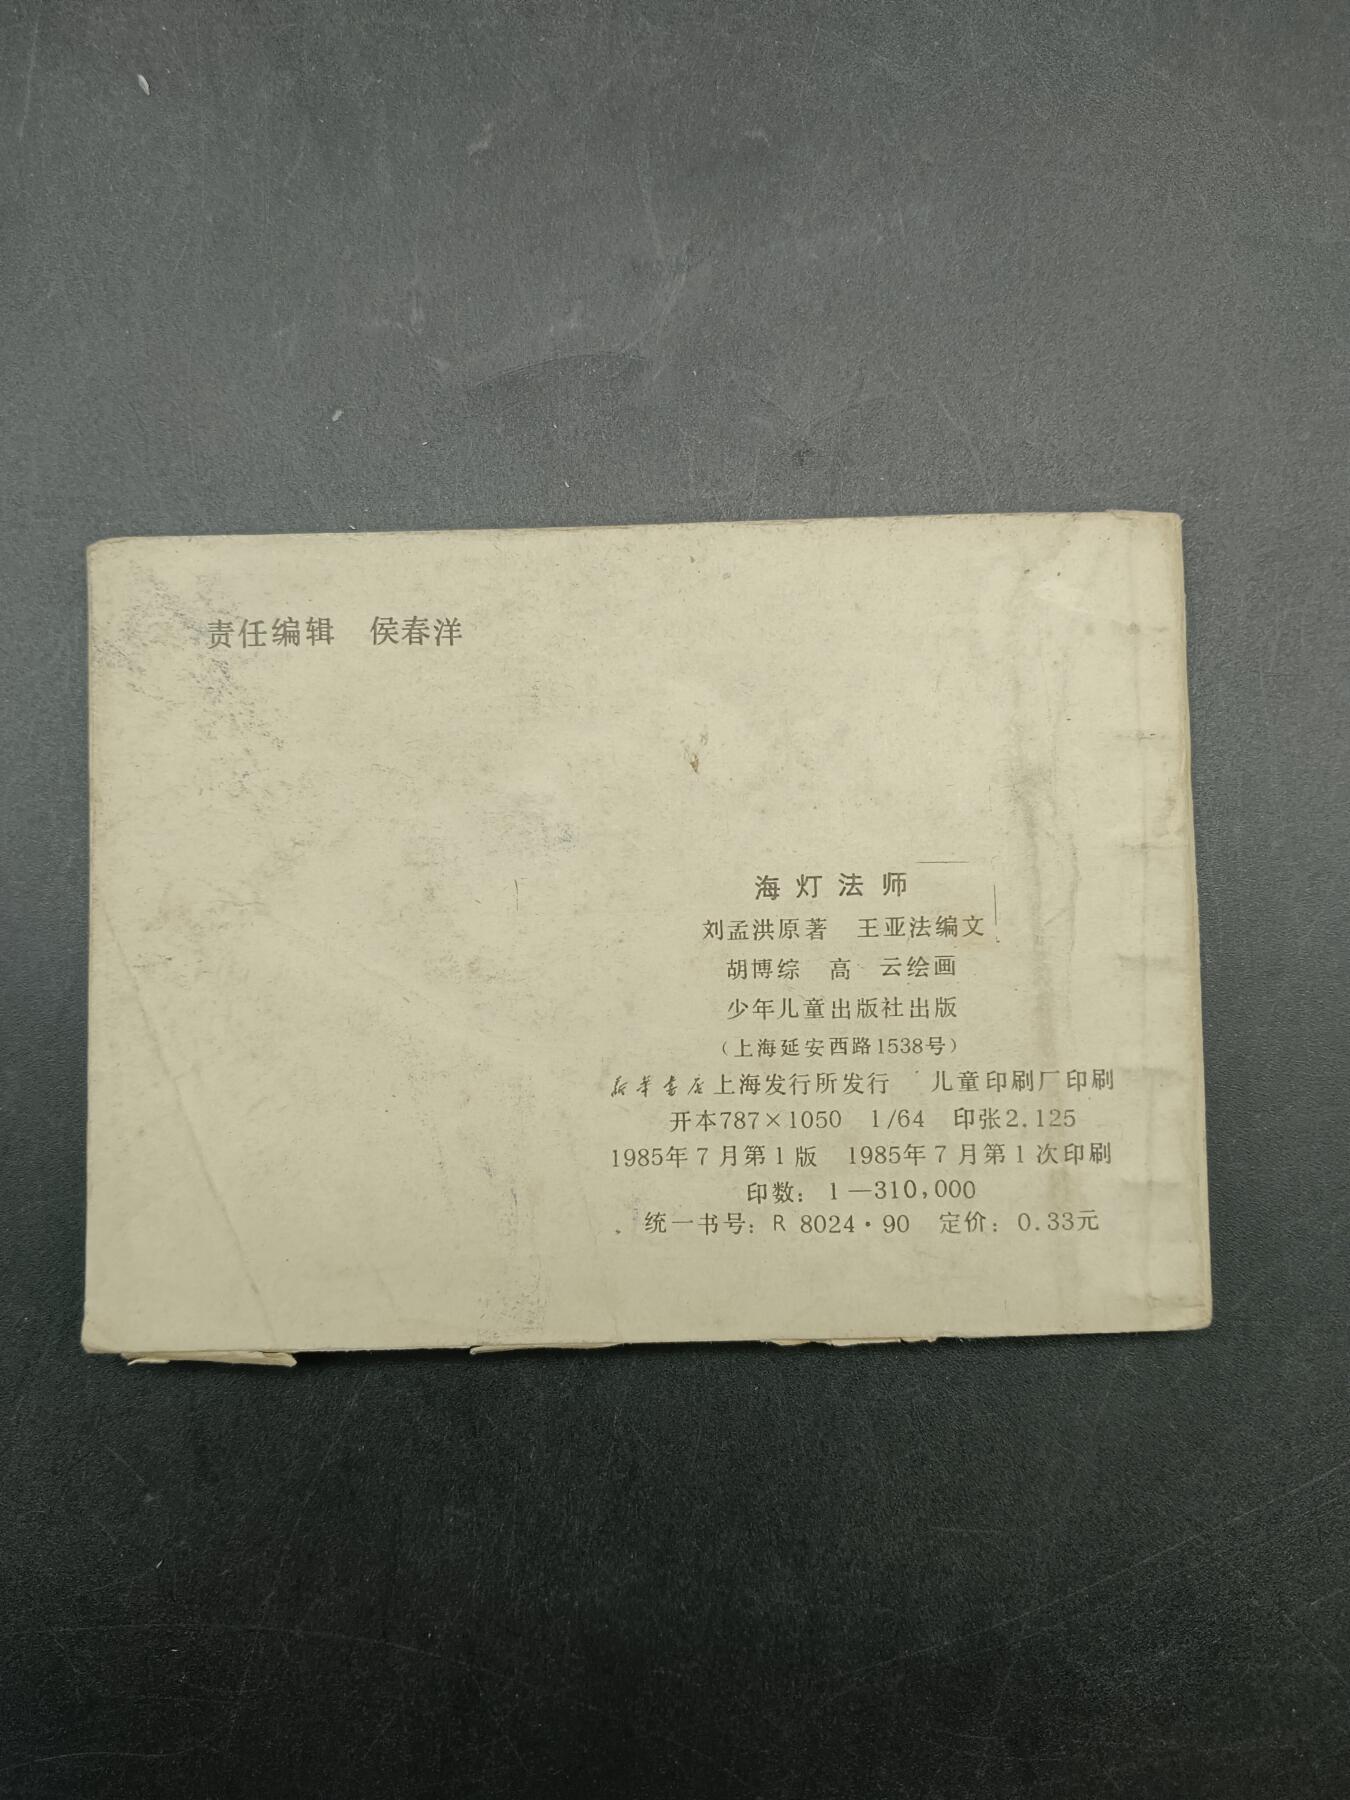 责任编辑　侯春洋
海灯法师
刘孟洪原著　王亚法编文
胡博综　高　云绘画
少年儿童出版社出版
（上海延安西路1538号）
新华书店上海发行所发行　儿童印刷厂印刷
开本787×1050　1/64　印张2.125
1985年7月第1版　1985年7月第1次印刷
印数：1—310,000
统一书号：R 8024·90　定价：0.33元